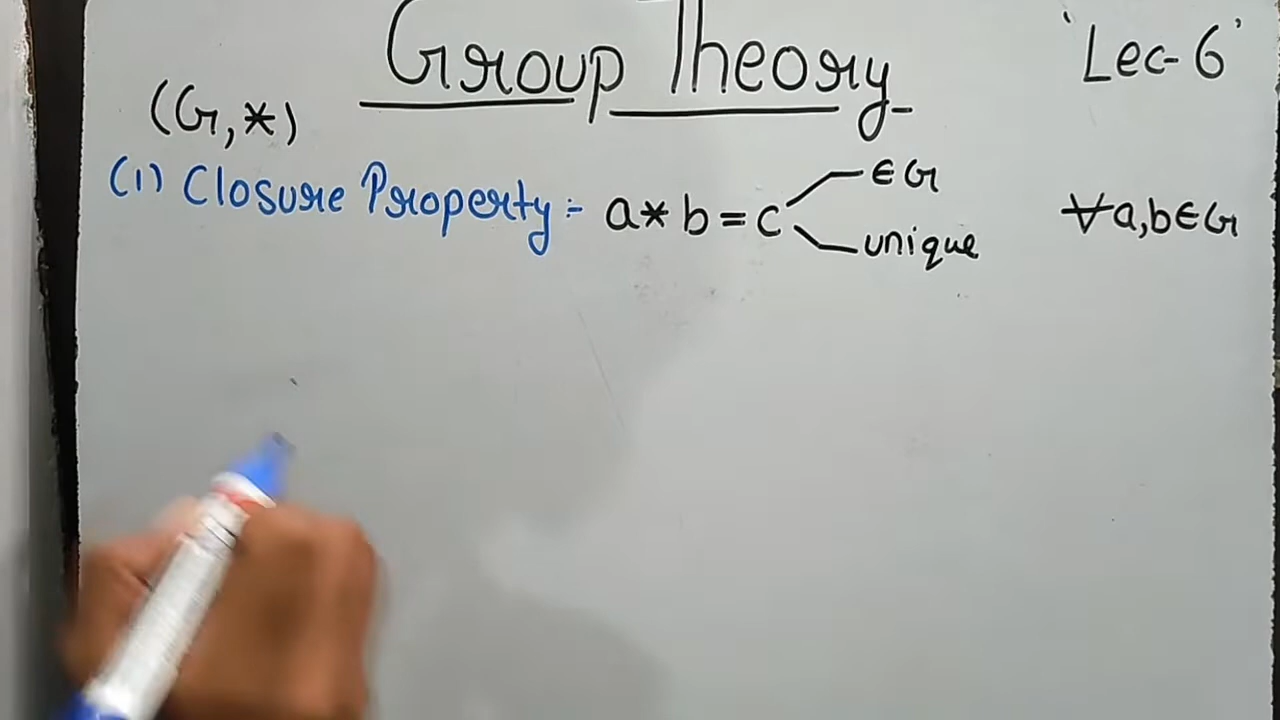 Group Theory
'Lec-6'
(G,*)
(1) Closure Property:- a*b=c ∈G unique ∀a,b∈G